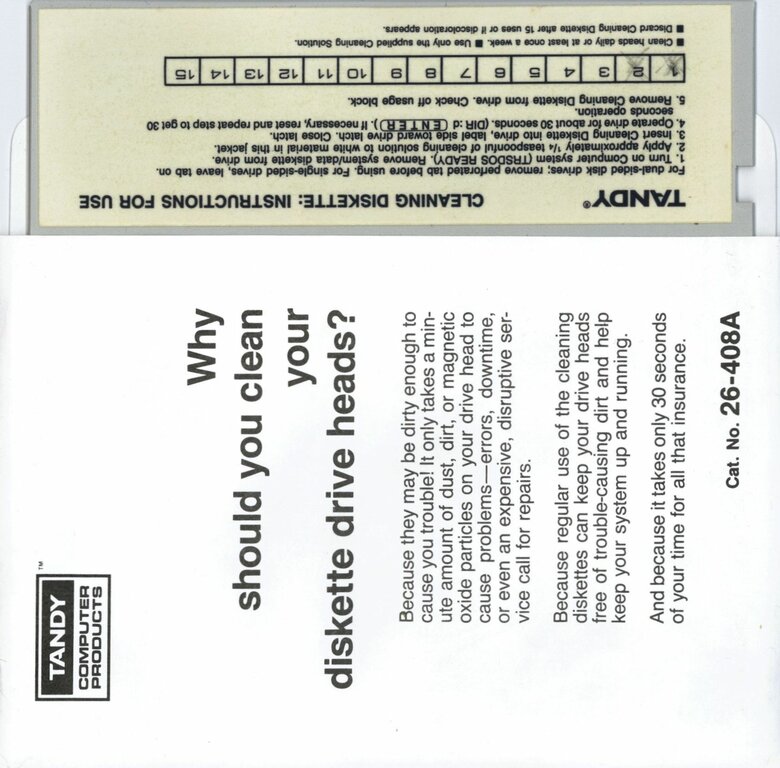 TANDY® CLEANING DISKETTE: INSTRUCTIONS FOR USE
For dual-sided disk drives; remove perforated tab before using. For single-sided drives, leave tab on.
1. Turn on Computer system (TRSDOS READY). Remove system/data diskette from drive.
2. Apply approximately ¼ teaspoonful of cleaning solution to white material in this jacket.
3. Insert Cleaning Diskette into drive, label side toward drive latch. Close latch.
4. Operate drive for about 30 seconds. (DIR :d: ENTER). If necessary, reset and repeat step to get 30
seconds operation.
5. Remove Cleaning Diskette from drive. Check off usage block.
1 2 3 4 5 6 7 8 9 10 11 12 13 14 15
■ Clean heads daily or at least once a week. ■ Use only the supplied Cleaning Solution.
■ Discard Cleaning Diskette after 15 uses or if discoloration appears.
TANDY™
COMPUTER
PRODUCTS
Why
should you clean
your
diskette drive heads?
Because they may be dirty enough to
cause you trouble! It only takes a min-
ute amount of dust, dirt, or magnetic
oxide particles on your drive head to
cause problems—errors, downtime,
or even an expensive, disruptive ser-
vice call for repairs.
Because regular use of the cleaning
diskettes can keep your drive heads
free of trouble-causing dirt and help
keep your system up and running.
And because it takes only 30 seconds
of your time for all that insurance.
Cat. No. 26-408A